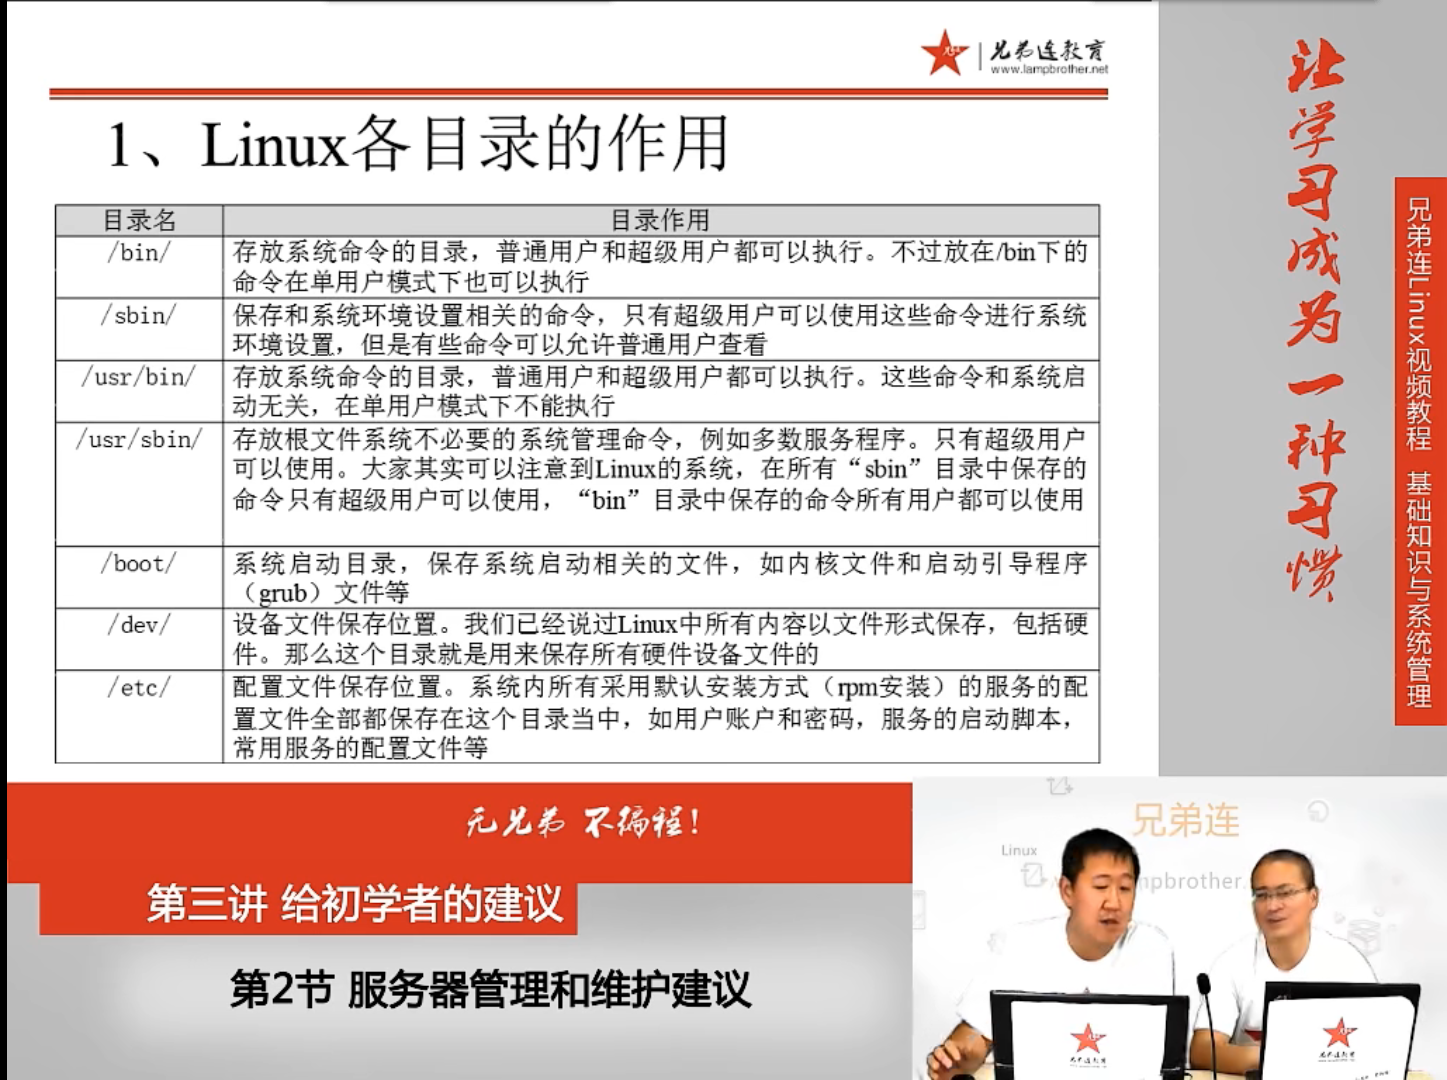 兄弟连教育
www.lampbrother.net
1、Linux各目录的作用
目录名 目录作用
/bin/ 存放系统命令的目录，普通用户和超级用户都可以执行。不过放在/bin下的
命令在单用户模式下也可以执行
/sbin/ 保存和系统环境设置相关的命令，只有超级用户可以使用这些命令进行系统
环境设置，但是有些命令可以允许普通用户查看
/usr/bin/ 存放系统命令的目录，普通用户和超级用户都可以执行。这些命令和系统启
动无关，在单用户模式下不能执行
/usr/sbin/ 存放根文件系统不必要的系统管理命令，例如多数服务程序。只有超级用户
可以使用。大家其实可以注意到Linux的系统，在所有“sbin”目录中保存的
命令只有超级用户可以使用，“bin”目录中保存的命令所有用户都可以使用
/boot/ 系统启动目录，保存系统启动相关的文件，如内核文件和启动引导程序
（grub）文件等
/dev/ 设备文件保存位置。我们已经说过Linux中所有内容以文件形式保存，包括硬
件。那么这个目录就是用来保存所有硬件设备文件的
/etc/ 配置文件保存位置。系统内所有采用默认安装方式（rpm安装）的服务的配
置文件全部都保存在这个目录当中，如用户账户和密码，服务的启动脚本，
常用服务的配置文件等
让学习成为一种习惯
兄弟连Linux视频教程 基础知识与系统管理
无兄弟 不编程！
第三讲 给初学者的建议
第2节 服务器管理和维护建议
兄弟连
Linux
mpbrother.
兄弟连教育
兄弟连教育